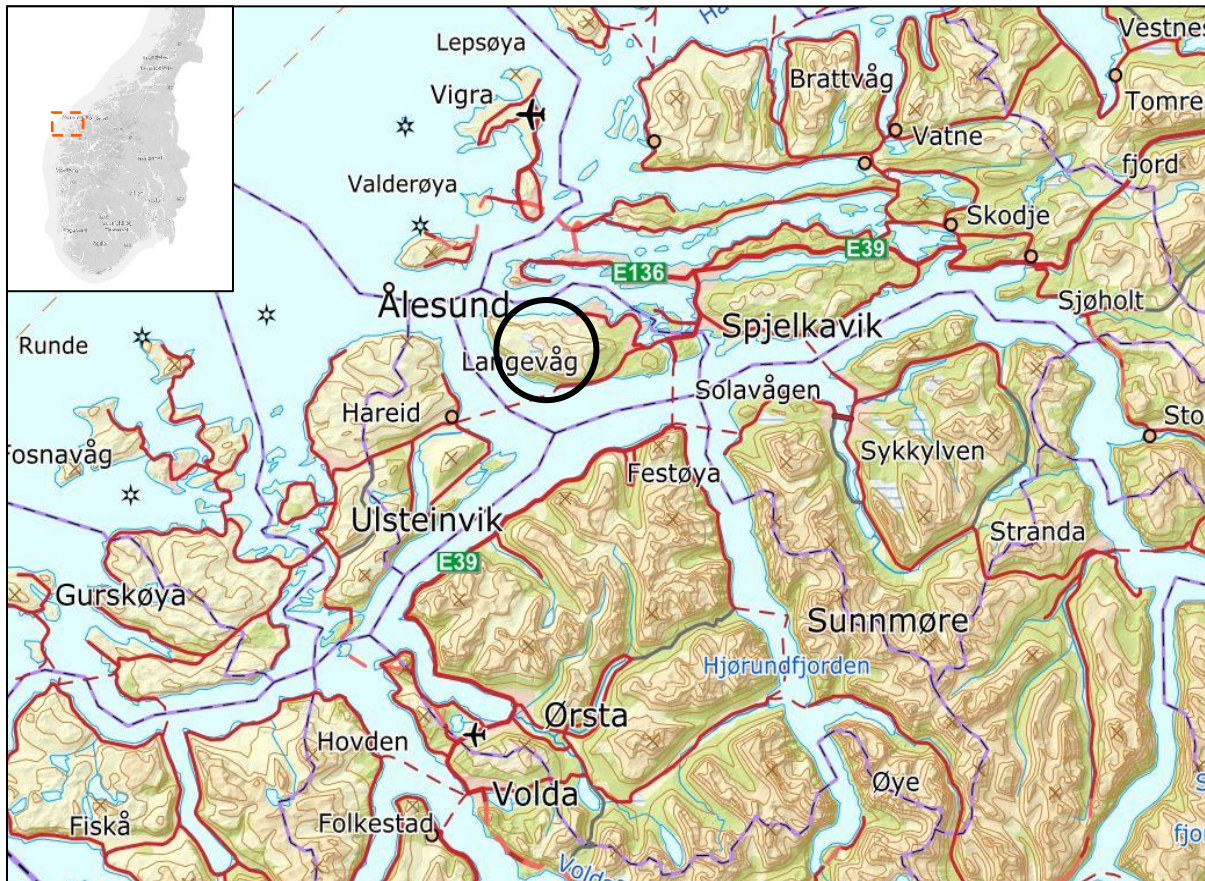 Lepsøya
Vestnes
Vigra
Brattvåg
Tomre
Vatne
fjord
Valderøya
Skodje
E39
E136
Sjøholt
Ålesund
Spjelkavik
Runde
Langevåg
Solavågen
Hareid
Sto
Fosnavåg
Sykkylven
Festøya
Ulsteinvik
Stranda
E39
Gurskøya
Sunnmøre
Hjørundfjorden
Ørsta
Hovden
Volda
Øye
Fiskå
Folkestad
fjor